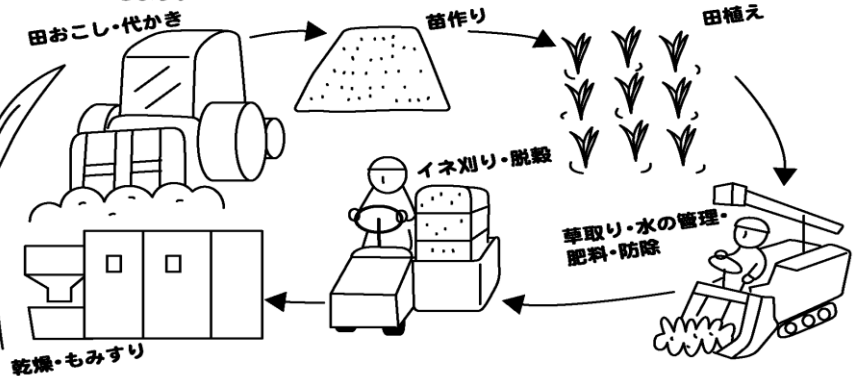 田おこし・代かき
苗作り
田植え
草取り・水の管理・
肥料・防除
イネ刈り・脱穀
乾燥・もみすり